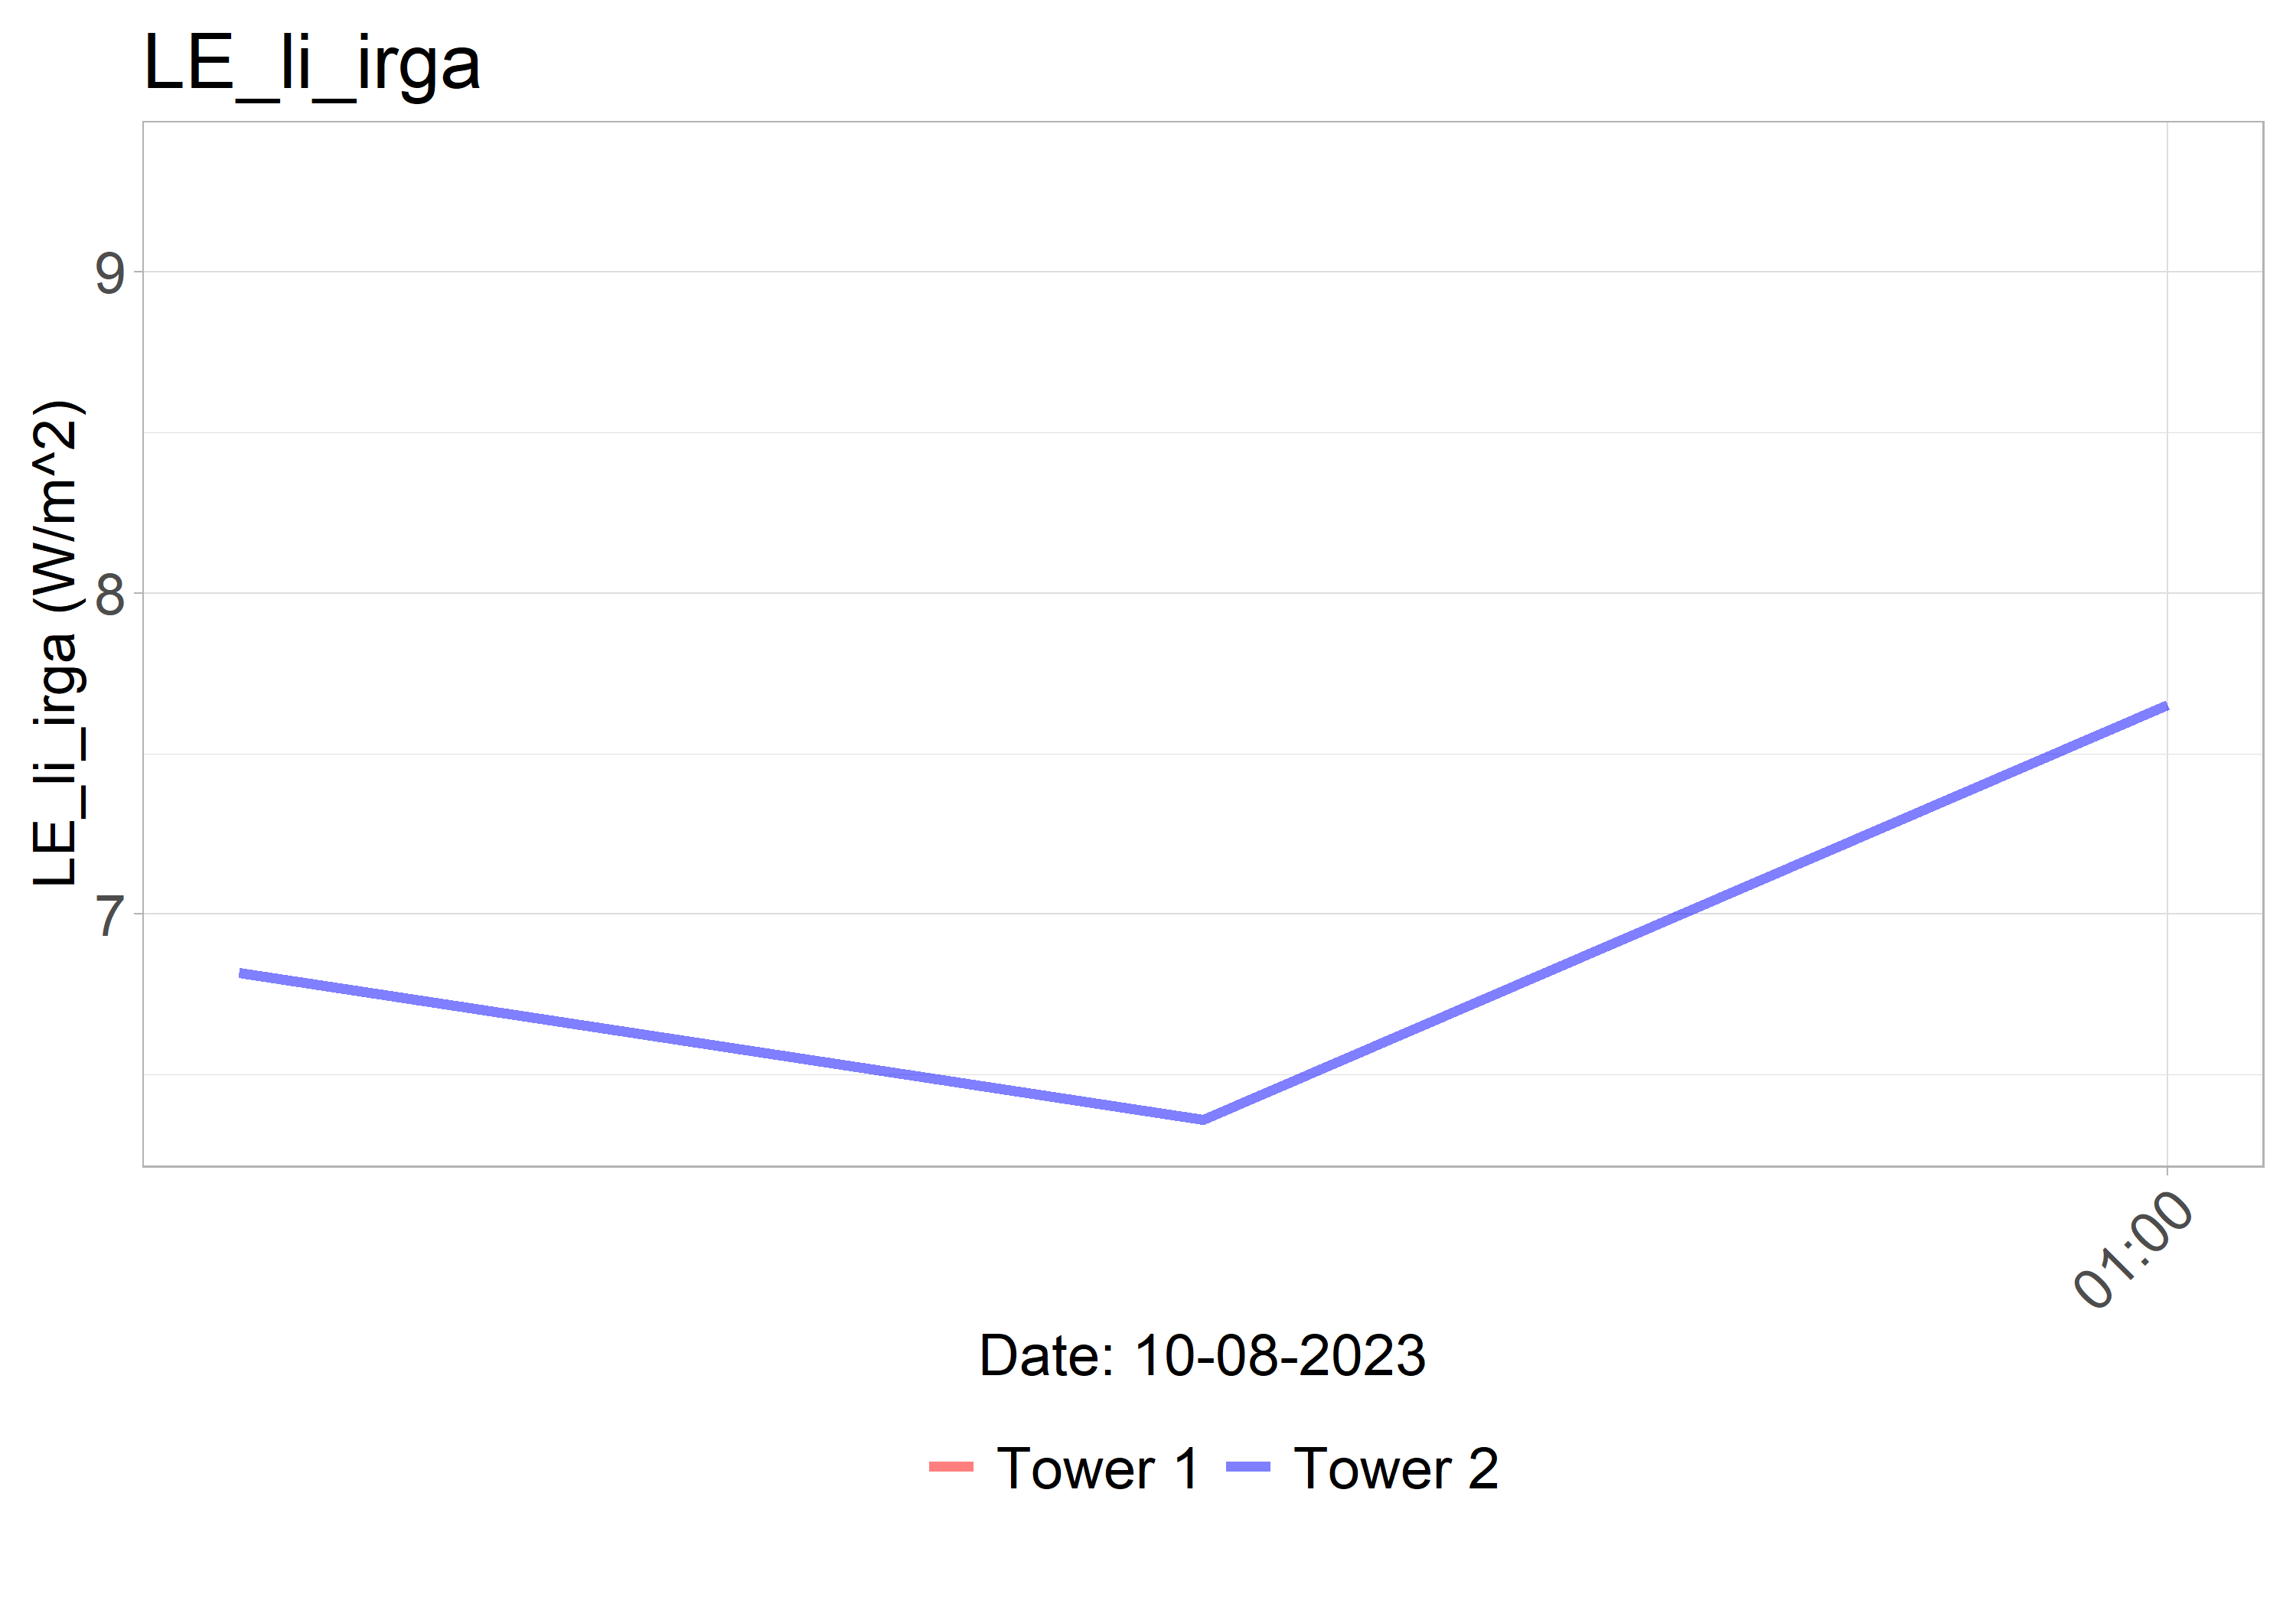 LE_li_irga
LE_li_irga (W/m^2)
9
8
7
01:00
Date: 10-08-2023
Tower 1 Tower 2